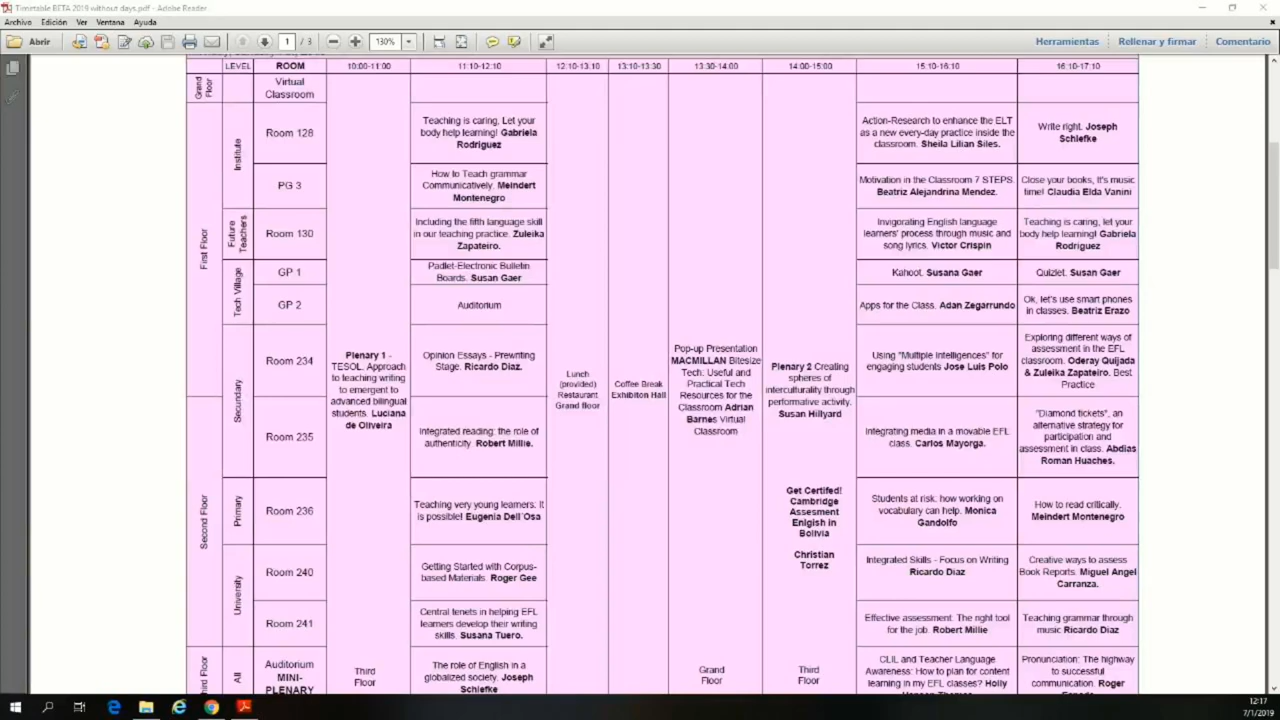 Timetable BETA 2019 without days.pdf - Adobe Reader
Archivo Edición Ver Ventana Ayuda
Abrir 1 / 3 130% Herramientas Rellenar y firmar Comentario
LEVEL ROOM 10:00-11:00 11:10-12:10 12:10-13:10 13:10-13:30 13:30-14:00 14:00-15:00 15:10-16:10 16:10-17:10
Grand
Floor
Virtual
Classroom
First Floor
Institute
Room 128
Teaching is caring, Let your
body help learning! Gabriela
Rodriguez
Action-Research to enhance the ELT
as a new every-day practice inside the
classroom. Sheila Lilian Siles.
Write right. Joseph
Schlefke
PG 3
How to Teach grammar
Communicatively. Meindert
Montenegro
Motivation in the Classroom 7 STEPS.
Beatriz Alejandrina Mendez.
Close your books, It's music
time! Claudia Elda Vanini
Future
Teachers
Room 130
Including the fifth language skill
in our teaching practice. Zuleika
Zapateiro.
Invigorating English language
learners' process through music and
song lyrics. Victor Crispin
Teaching is caring, let your
body help learning! Gabriela
Rodriguez
Tech Village
GP 1
Padlet-Electronic Bulletin
Boards. Susan Gaer
Kahoot. Susana Gaer
Quizlet. Susan Gaer
GP 2
Auditorium
Apps for the Class. Adan Zegarrundo
Ok, let's use smart phones
in classes. Beatriz Erazo
Secundary
Room 234
Plenary 1 -
TESOL. Approach
to teaching writing
to emergent to
advanced bilingual
students. Luciana
de Oliveira
Opinion Essays - Prewriting
Stage. Ricardo Diaz.
Lunch
(provided)
Restaurant
Grand floor
Coffee Break
Exhibiton Hall
Pop-up Presentation
MACMILLAN Bitesize
Tech: Useful and
Practical Tech
Resources for the
Classroom Adrian
Barnes Virtual
Classroom
Plenary 2 Creating
spheres of
interculturality through
performative activity.
Susan Hillyard
Using "Multiple Intelligences" for
engaging students Jose Luis Polo
Exploring different ways of
assessment in the EFL
classroom. Oderay Quijada
& Zuleika Zapateiro. Best
Practice
Room 235
Integrated reading: the role of
authenticity. Robert Millie.
Integrating media in a movable EFL
class. Carlos Mayorga.
"Diamond tickets", an
alternative strategy for
participation and
assessment in class. Abdias
Roman Huaches.
Second Floor
Primary
Room 236
Teaching very young learners: It
is possible! Eugenia Dell´Osa
Get Certifed!
Cambridge
Assesment
Enlgish in
Bolivia
Christian
Torrez
Students at risk: how working on
vocabulary can help. Monica
Gandolfo
How to read critically.
Meindert Montenegro
University
Room 240
Getting Started with Corpus-
based Materials. Roger Gee
Integrated Skills - Focus on Writing
Ricardo Diaz
Creative ways to assess
Book Reports. Miguel Angel
Carranza.
Room 241
Central tenets in helping EFL
learners develop their writing
skills. Susana Tuero.
Effective assessment: The right tool
for the job. Robert Millie
Teaching grammar through
music Ricardo Diaz
Third Floor
All
Auditorium
MINI-
PLENARY
Third
Floor
The role of English in a
globalized society. Joseph
Schlefke
Grand
Floor
Third
Floor
CLIL and Teacher Language
Awareness: How to plan for content
learning in my EFL classes? Holly
Pronunciation: The highway
to successful
communication. Roger
12:17
7/1/2019